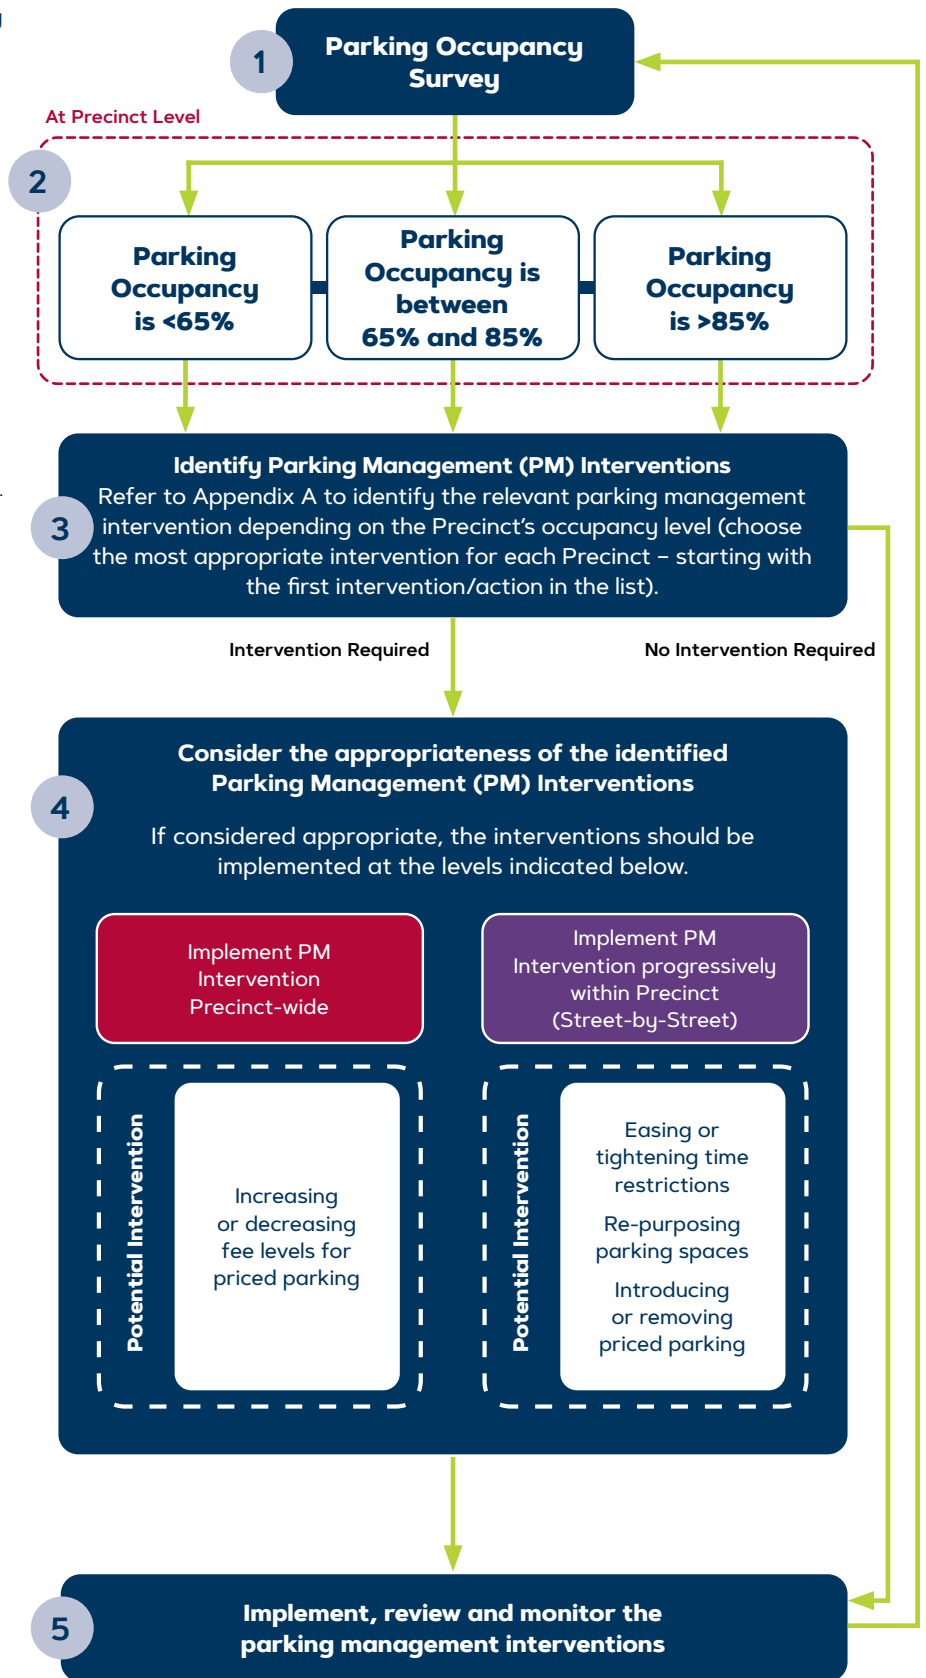 1
Parking Occupancy
Survey
At Precinct Level
2
Parking
Occupancy
is <65%
Parking
Occupancy is
between
65% and 85%
Parking
Occupancy
is >85%
3
Identify Parking Management (PM) Interventions
Refer to Appendix A to identify the relevant parking management
intervention depending on the Precinct's occupancy level (choose
the most appropriate intervention for each Precinct – starting with
the first intervention/action in the list).
Intervention Required
No Intervention Required
4
Consider the appropriateness of the identified
Parking Management (PM) Interventions
If considered appropriate, the interventions should be
implemented at the levels indicated below.
Implement PM
Intervention
Precinct-wide
Potential Intervention
Increasing
or decreasing
fee levels for
priced parking
Implement PM
Intervention progressively
within Precinct
(Street-by-Street)
Potential Intervention
Easing or
tightening time
restrictions
Re-purposing
parking spaces
Introducing
or removing
priced parking
5
Implement, review and monitor the
parking management interventions